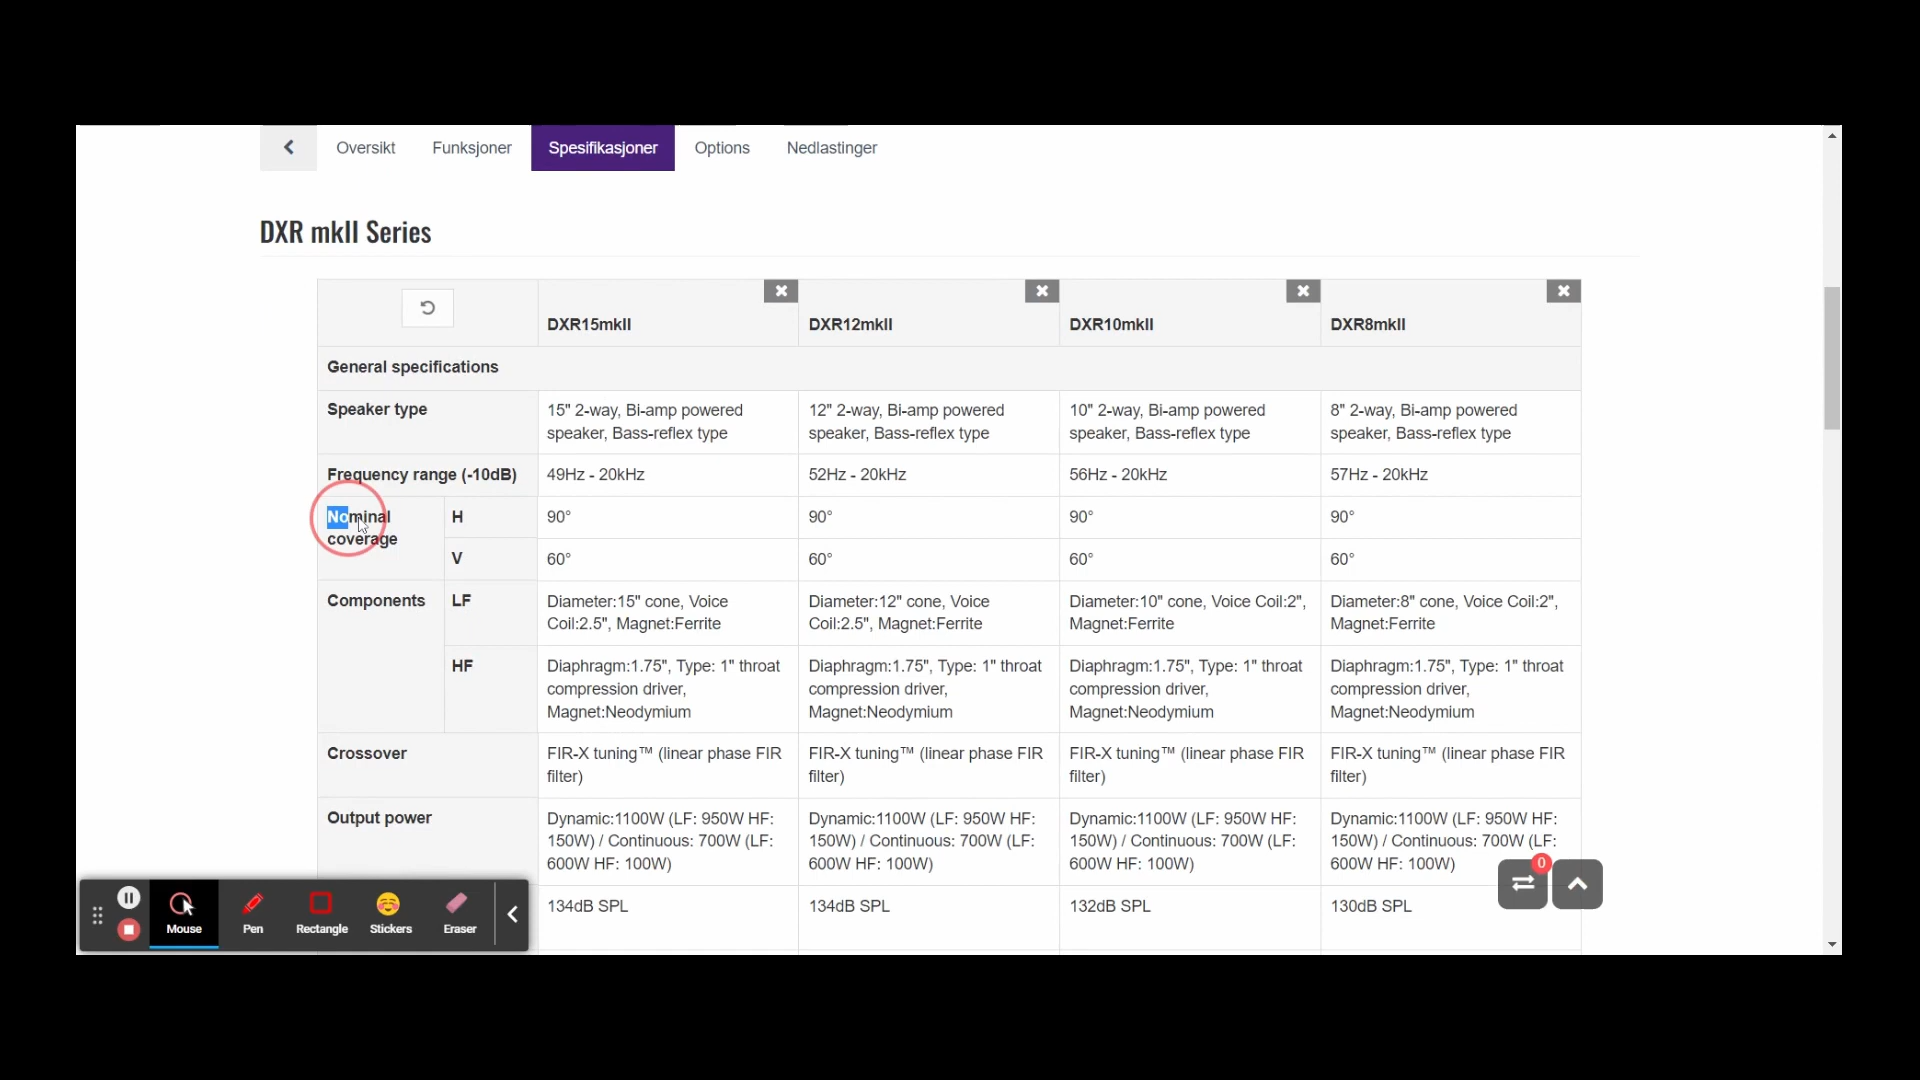 Oversikt Funksjoner Spesifikasjoner Options Nedlastinger
DXR mkII Series
DXR15mkII DXR12mkII DXR10mkII DXR8mkII
General specifications
Speaker type
15" 2-way, Bi-amp powered
speaker, Bass-reflex type
12" 2-way, Bi-amp powered
speaker, Bass-reflex type
10" 2-way, Bi-amp powered
speaker, Bass-reflex type
8" 2-way, Bi-amp powered
speaker, Bass-reflex type
Frequency range (-10dB) 49Hz - 20kHz 52Hz - 20kHz 56Hz - 20kHz 57Hz - 20kHz
Nominal
coverage
H 90° 90° 90° 90°
V 60° 60° 60° 60°
Components
LF
Diameter:15" cone, Voice
Coil:2.5", Magnet:Ferrite
Diameter:12" cone, Voice
Coil:2.5", Magnet:Ferrite
Diameter:10" cone, Voice Coil:2",
Magnet:Ferrite
Diameter:8" cone, Voice Coil:2",
Magnet:Ferrite
HF
Diaphragm:1.75", Type: 1" throat
compression driver,
Magnet:Neodymium
Diaphragm:1.75", Type: 1" throat
compression driver,
Magnet:Neodymium
Diaphragm:1.75", Type: 1" throat
compression driver,
Magnet:Neodymium
Diaphragm:1.75", Type: 1" throat
compression driver,
Magnet:Neodymium
Crossover
FIR-X tuning™ (linear phase FIR
filter)
FIR-X tuning™ (linear phase FIR
filter)
FIR-X tuning™ (linear phase FIR
filter)
FIR-X tuning™ (linear phase FIR
filter)
Output power
Dynamic:1100W (LF: 950W HF:
150W) / Continuous: 700W (LF:
600W HF: 100W)
Dynamic:1100W (LF: 950W HF:
150W) / Continuous: 700W (LF:
600W HF: 100W)
Dynamic:1100W (LF: 950W HF:
150W) / Continuous: 700W (LF:
600W HF: 100W)
Dynamic:1100W (LF: 950W HF:
150W) / Continuous: 700W (LF:
600W HF: 100W)
134dB SPL 134dB SPL 132dB SPL 130dB SPL
0
Mouse Pen Rectangle Stickers Eraser